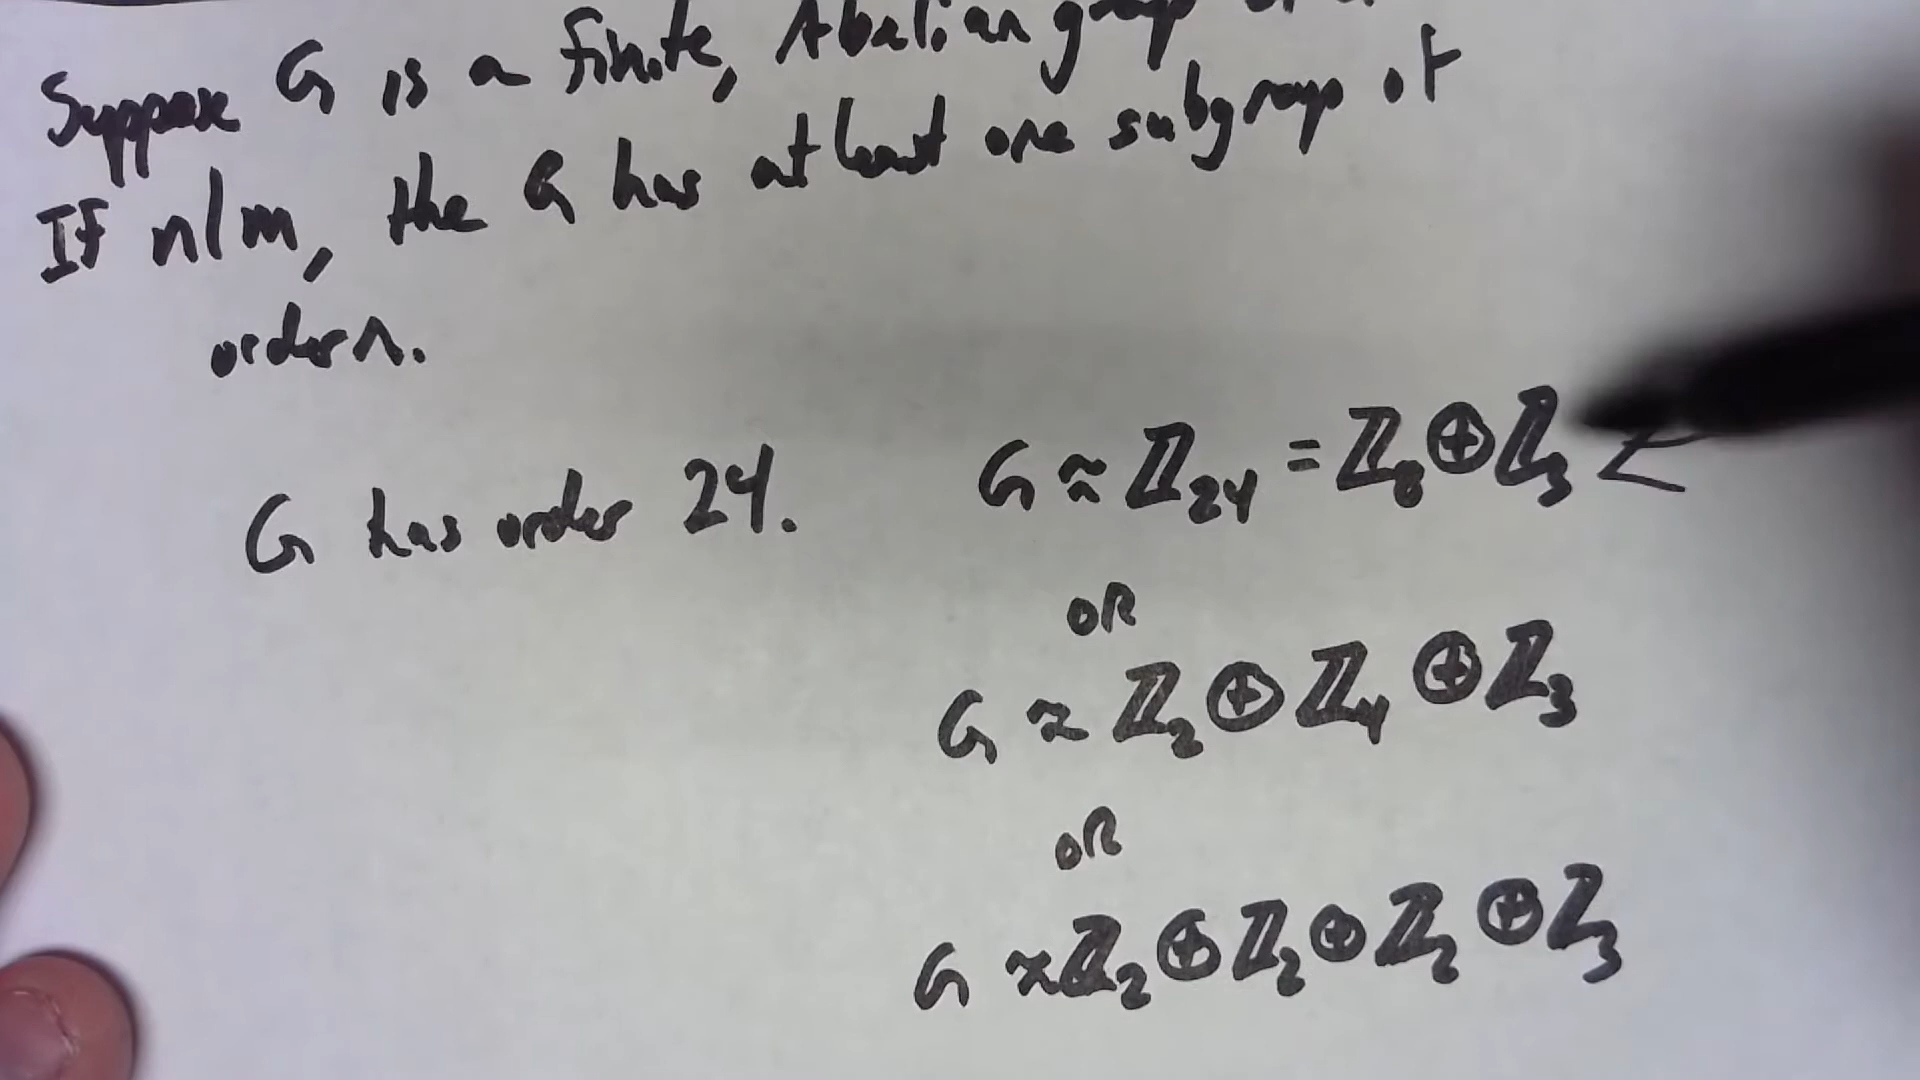 Suppose G is a finite, Abelian group
If n|m, the G has at least one subgroup of
order n.
G has order 24.
G ≈ ℤ₂₄ = ℤ₈ ⊕ ℤ₃
OR
G ≈ ℤ₂ ⊕ ℤ₄ ⊕ ℤ₃
OR
G ≈ ℤ₂ ⊕ ℤ₂ ⊕ ℤ₂ ⊕ ℤ₃